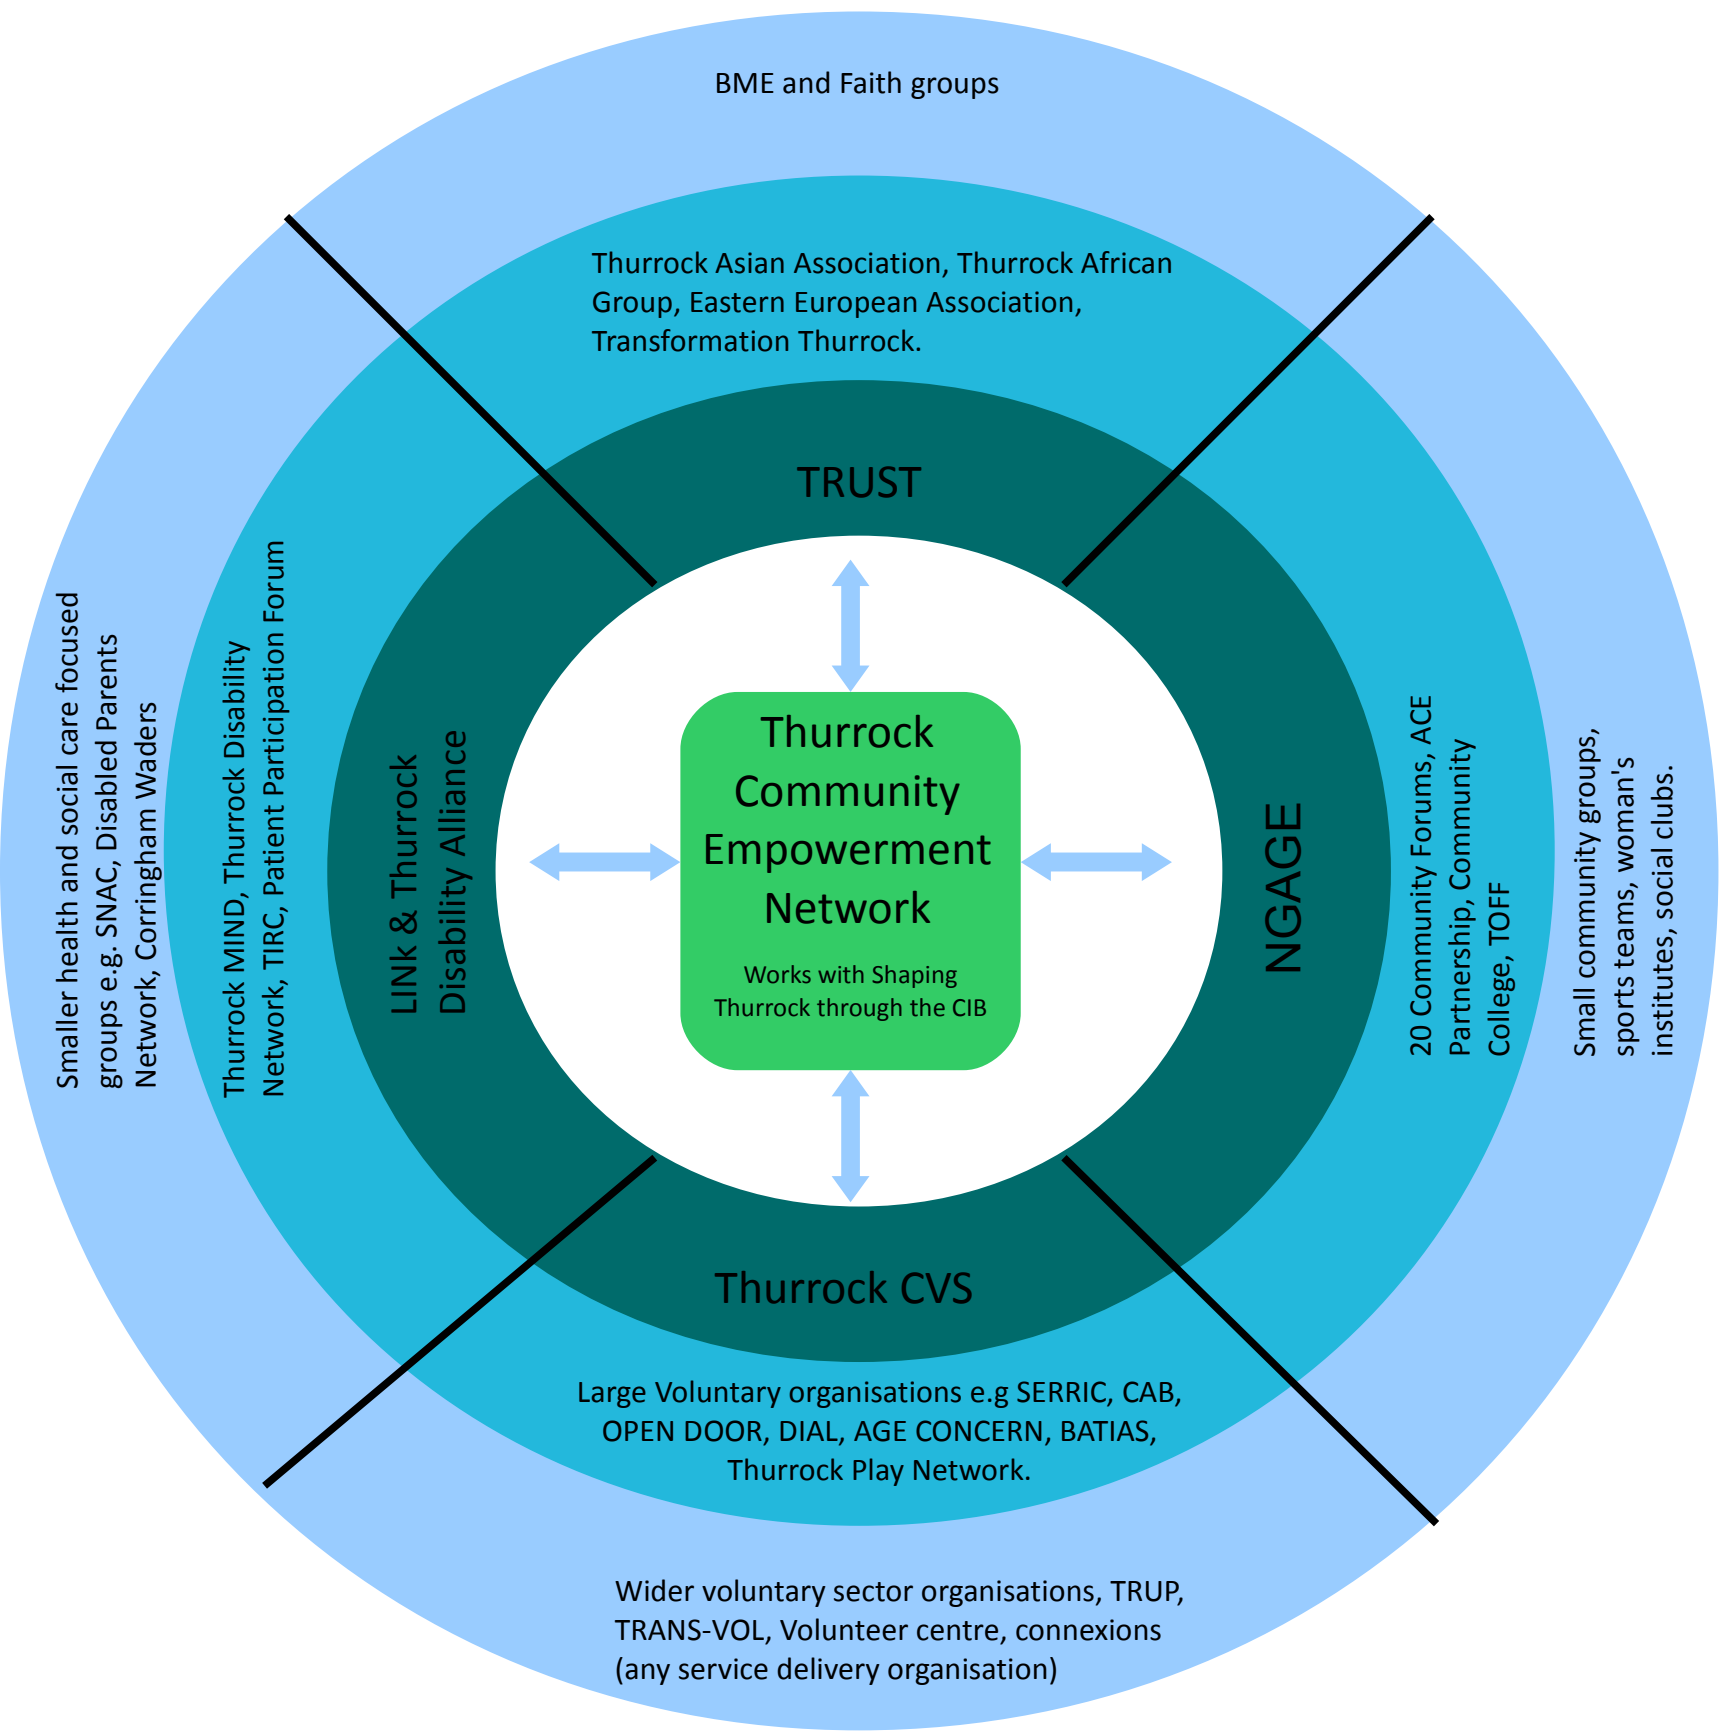 BME and Faith groups
Thurrock Asian Association, Thurrock African
Group, Eastern European Association,
Transformation Thurrock.
TRUST
Smaller health and social care focused
groups e.g. SNAC, Disabled Parents
Network, Corringham Waders
Thurrock MIND, Thurrock Disability
Network, TIRC, Patient Participation Forum
LINk & Thurrock
Disability Alliance
Thurrock
Community
Empowerment
Network
Works with Shaping
Thurrock through the CIB
NGAGE
20 Community Forums, ACE
Partnership, Community
College, TOFF
Small community groups,
sports teams, woman's
institutes, social clubs.
Thurrock CVS
Large Voluntary organisations e.g SERRIC, CAB,
OPEN DOOR, DIAL, AGE CONCERN, BATIAS,
Thurrock Play Network.
Wider voluntary sector organisations, TRUP,
TRANS-VOL, Volunteer centre, connexions
(any service delivery organisation)